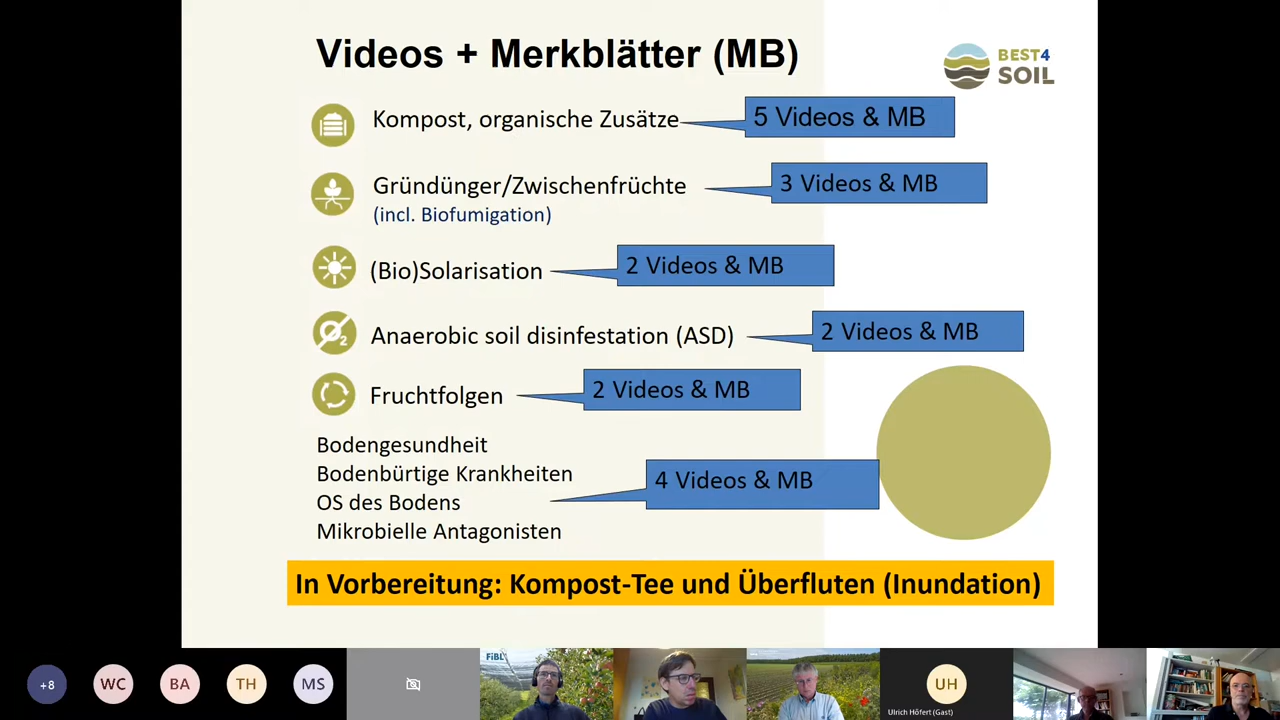 Videos + Merkblätter (MB)
BEST4
SOIL
Kompost, organische Zusätze
5 Videos & MB
Gründünger/Zwischenfrüchte
3 Videos & MB
(incl. Biofumigation)
(Bio)Solarisation
2 Videos & MB
2
Anaerobic soil disinfestation (ASD)
2 Videos & MB
Fruchtfolgen
2 Videos & MB
Bodengesundheit
Bodenbürtige Krankheiten
OS des Bodens
Mikrobielle Antagonisten
4 Videos & MB
In Vorbereitung: Kompost-Tee und Überfluten (Inundation)
+8
WC
BA
TH
MS
FiBL
UH
Ulrich Höfert (Gast)